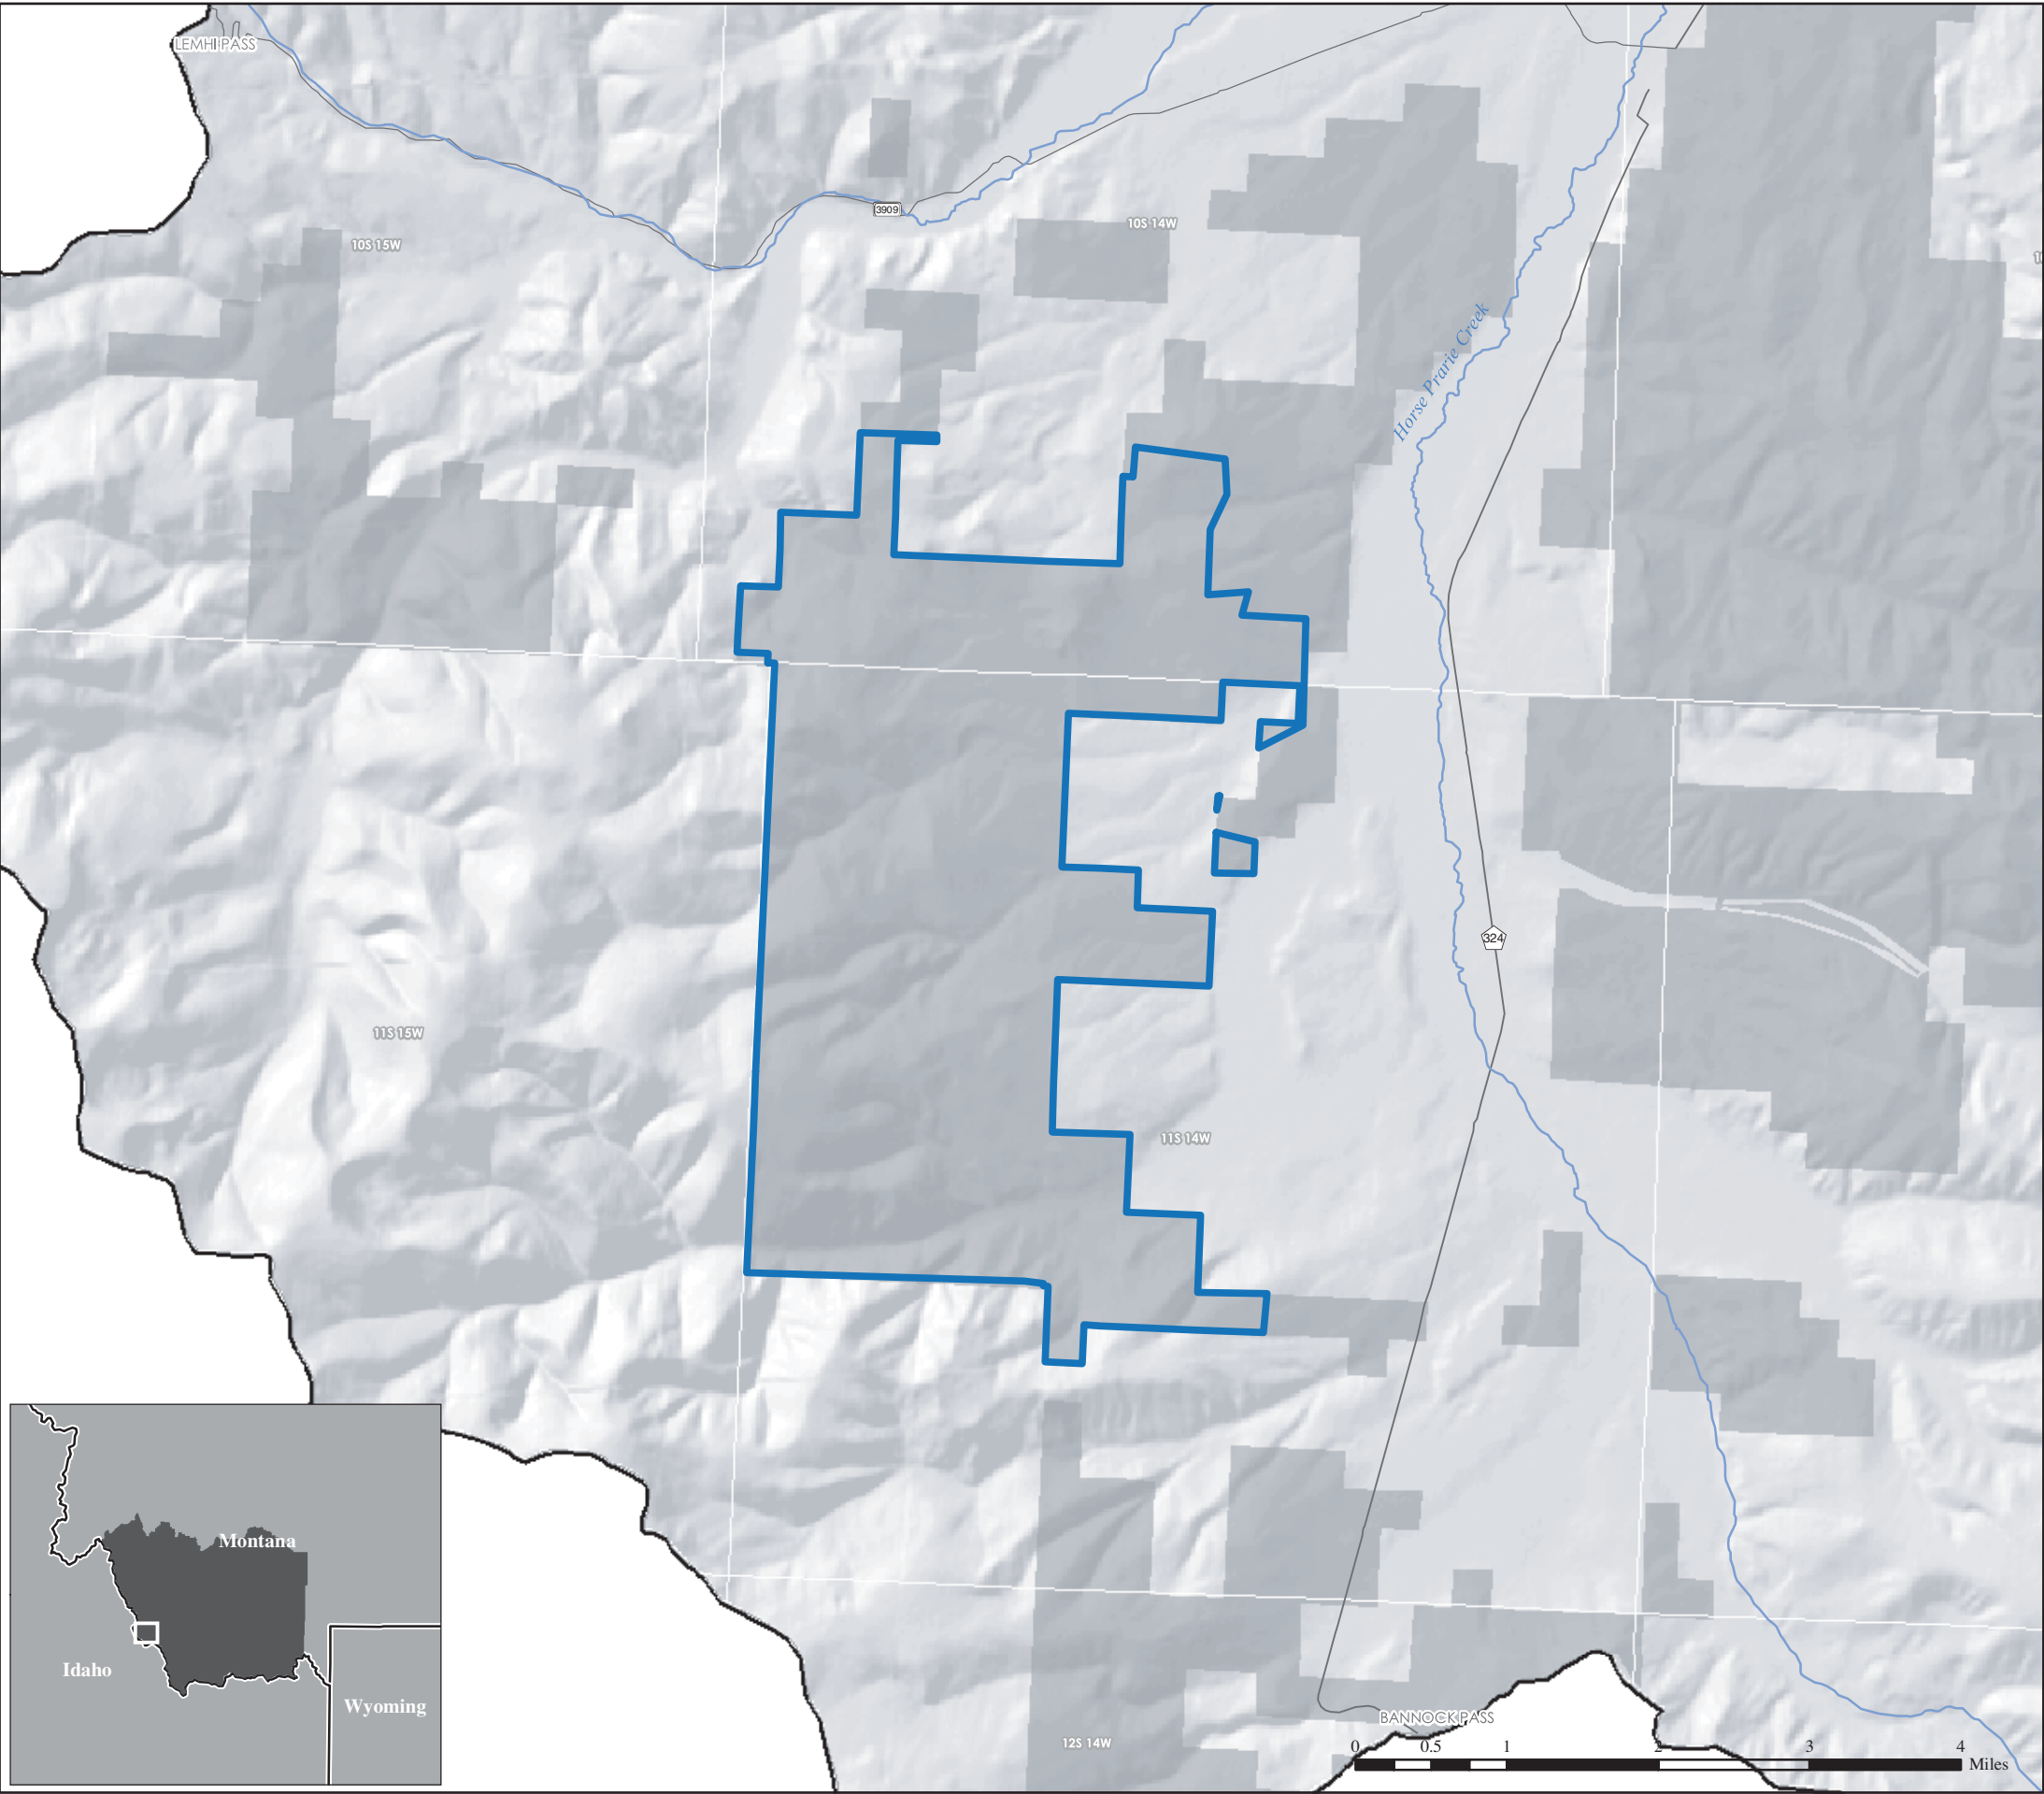 LEMHI PASS
3909
10S 15W
10S 14W
10
Horse Prarie Creek
324
11S 15W
11S 14W
Montana
Idaho
Wyoming
12S 14W
BANNOCK PASS
0 0.5 1 2 3 4
Miles